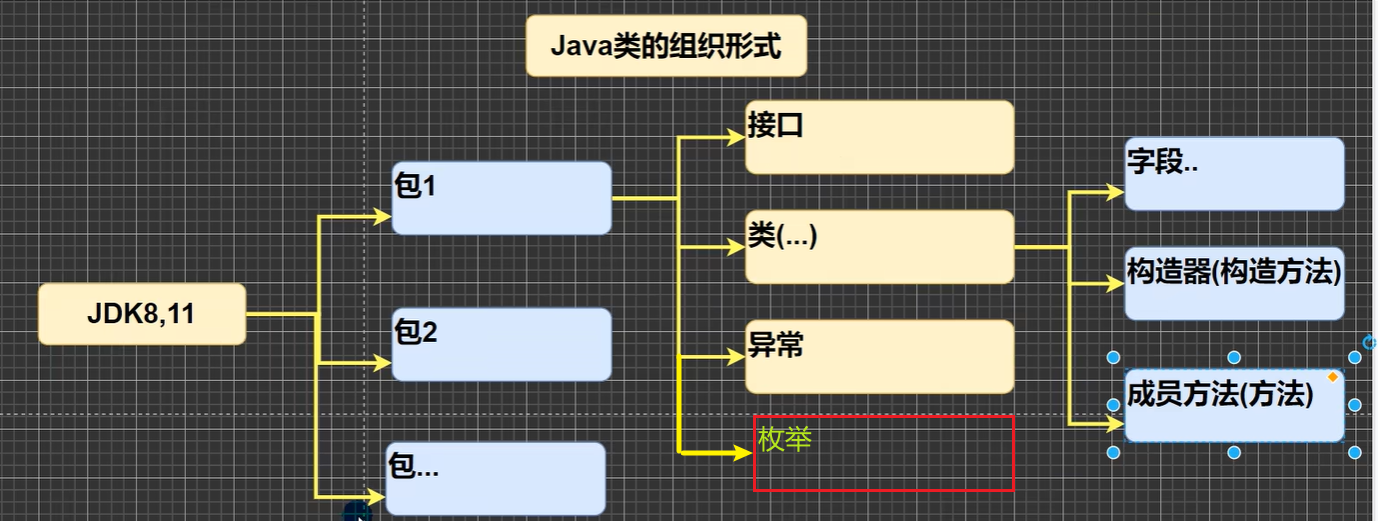 Java类的组织形式
JDK8,11
包1
包2
包...
接口
类(...)
异常
枚举
字段..
构造器(构造方法)
成员方法(方法)